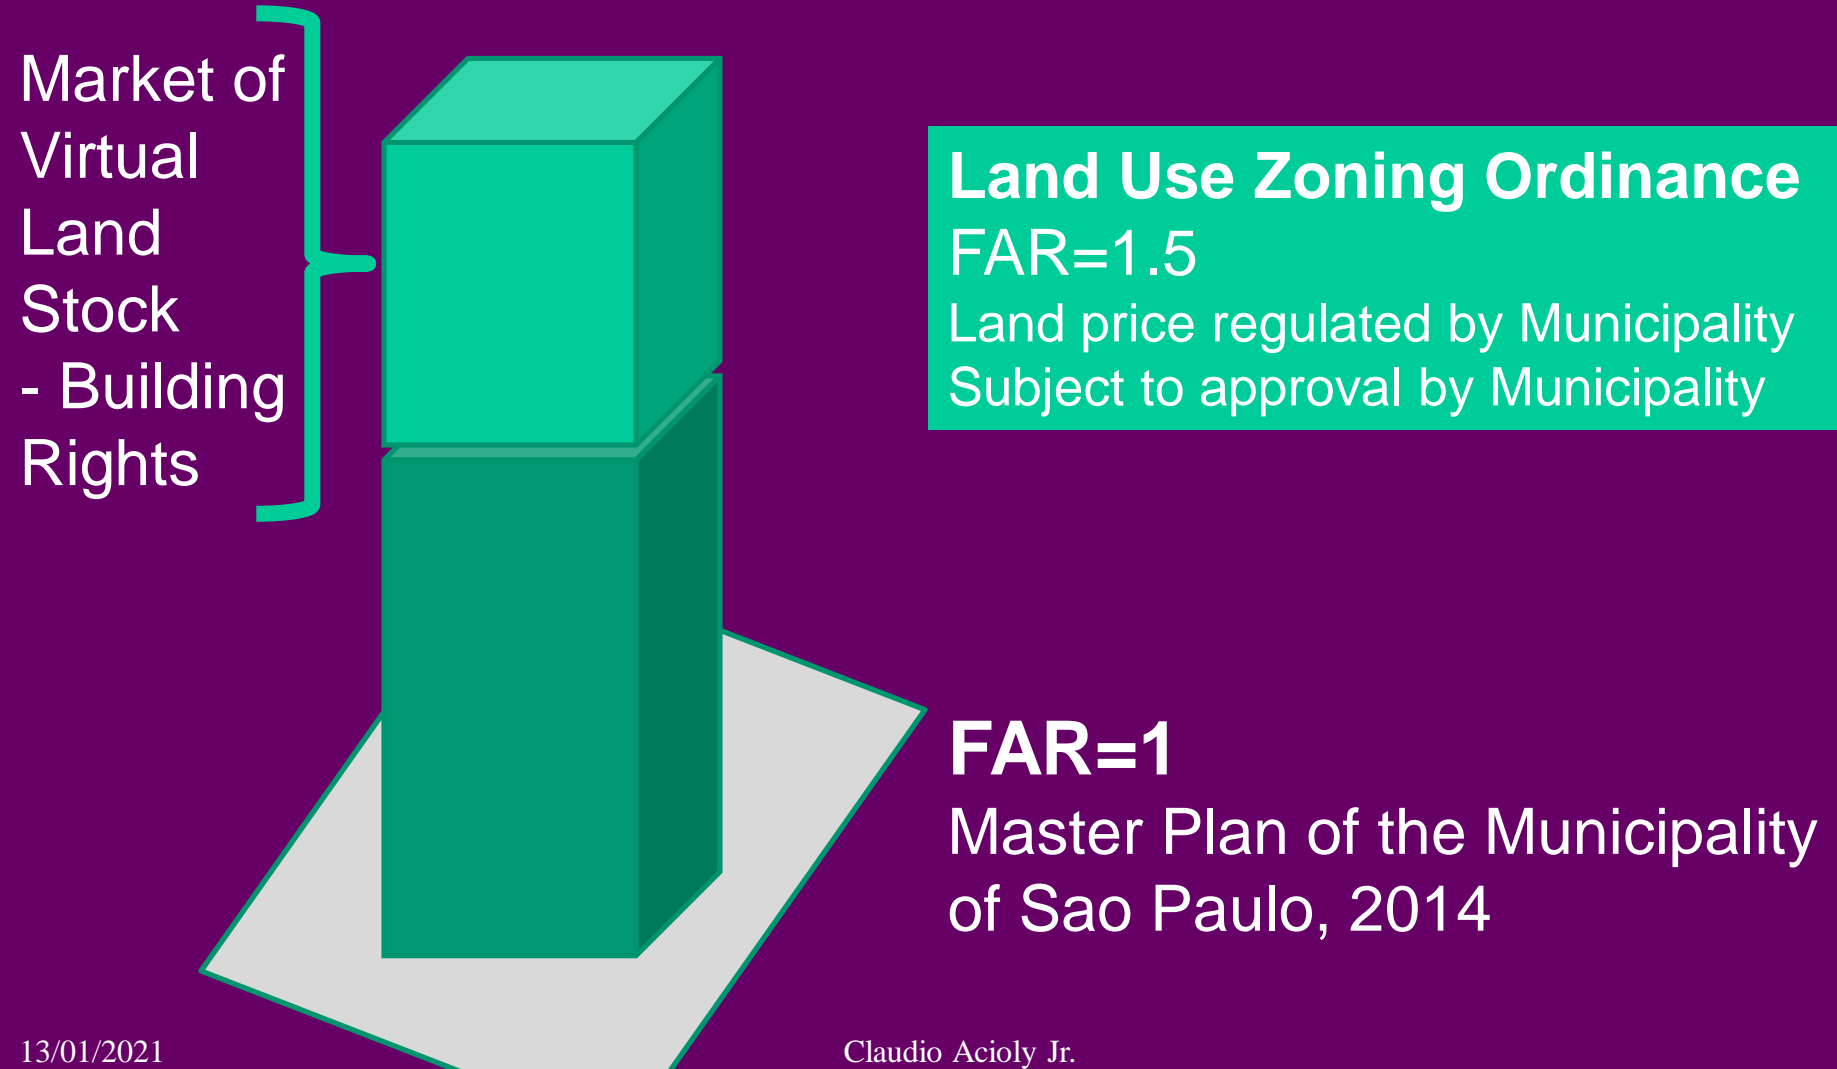 Market of
Virtual
Land
Stock
- Building
Rights
Land Use Zoning Ordinance
FAR=1.5
Land price regulated by Municipality
Subject to approval by Municipality
FAR=1
Master Plan of the Municipality
of Sao Paulo, 2014
13/01/2021
Claudio Acioly Jr.